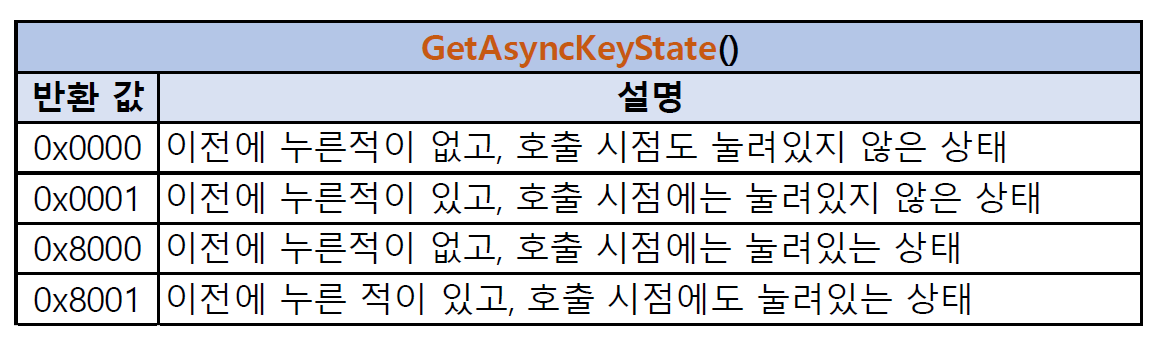 GetAsyncKeyState()
반환 값 설명
0x0000 이전에 누른적이 없고, 호출 시점도 눌려있지 않은 상태
0x0001 이전에 누른적이 있고, 호출 시점에는 눌려있지 않은 상태
0x8000 이전에 누른적이 없고, 호출 시점에는 눌려있는 상태
0x8001 이전에 누른 적이 있고, 호출 시점에도 눌려있는 상태